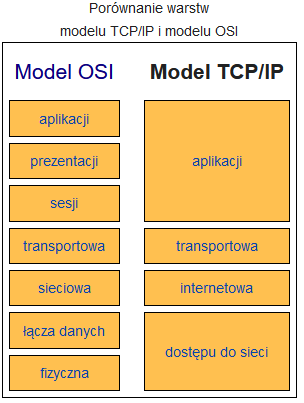 Porównanie warstw
modelu TCP/IP i modelu OSI
Model OSI
Model TCP/IP
aplikacji
prezentacji
sesji
transportowa
sieciowa
łącza danych
fizyczna
aplikacji
transportowa
internetowa
dostępu do sieci